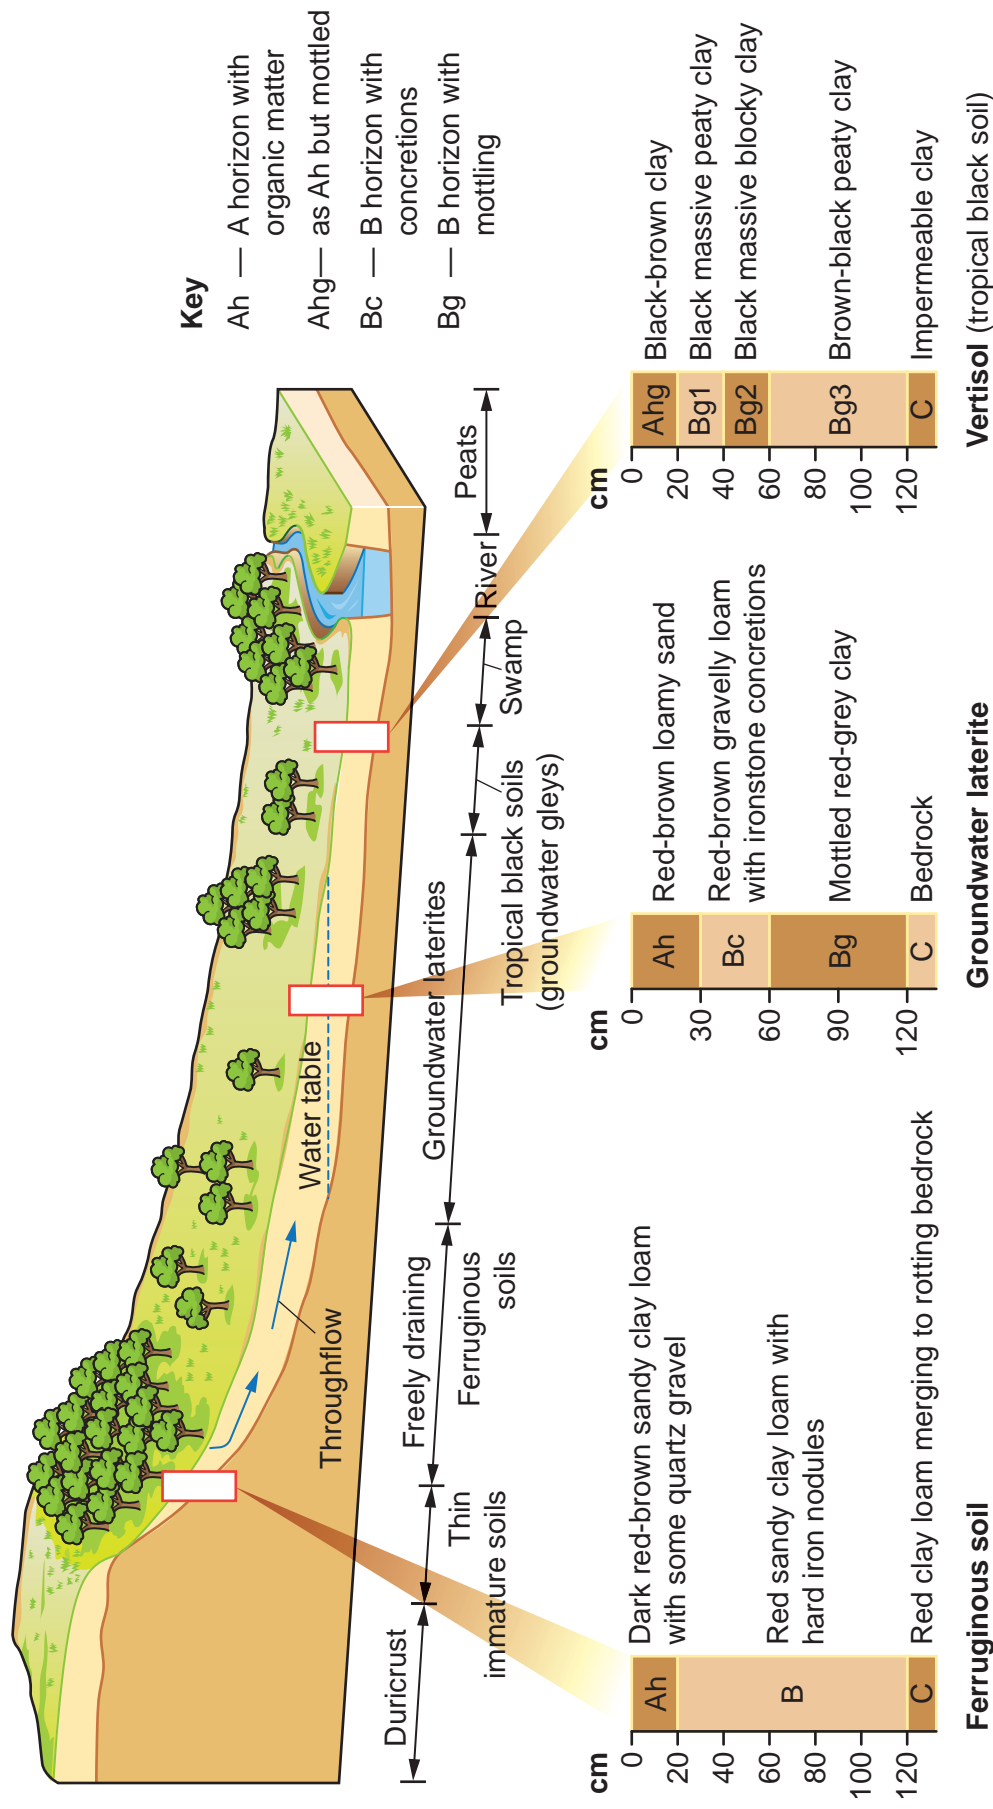 Key
Ah — A horizon with
organic matter
Ahg— as Ah but mottled
Bc — B horizon with
concretions
Bg — B horizon with
mottling
Throughflow
Water table
Duricrust
Thin
immature soils
Freely draining
Ferruginous
soils
Groundwater laterites
Tropical black soils
(groundwater gleys)
Swamp
River
Peats
cm
0
20
40
60
80
100
120
Ah
B
C
Dark red-brown sandy clay loam
with some quartz gravel
Red sandy clay loam with
hard iron nodules
Red clay loam merging to rotting bedrock
Ferruginous soil
cm
0
30
60
90
120
Ah
Bc
Bg
C
Red-brown loamy sand
Red-brown gravelly loam
with ironstone concretions
Mottled red-grey clay
Bedrock
Groundwater laterite
cm
0
20
40
60
80
100
120
Ahg
Bg1
Bg2
Bg3
C
Black-brown clay
Black massive peaty clay
Black massive blocky clay
Brown-black peaty clay
Impermeable clay
Vertisol (tropical black soil)